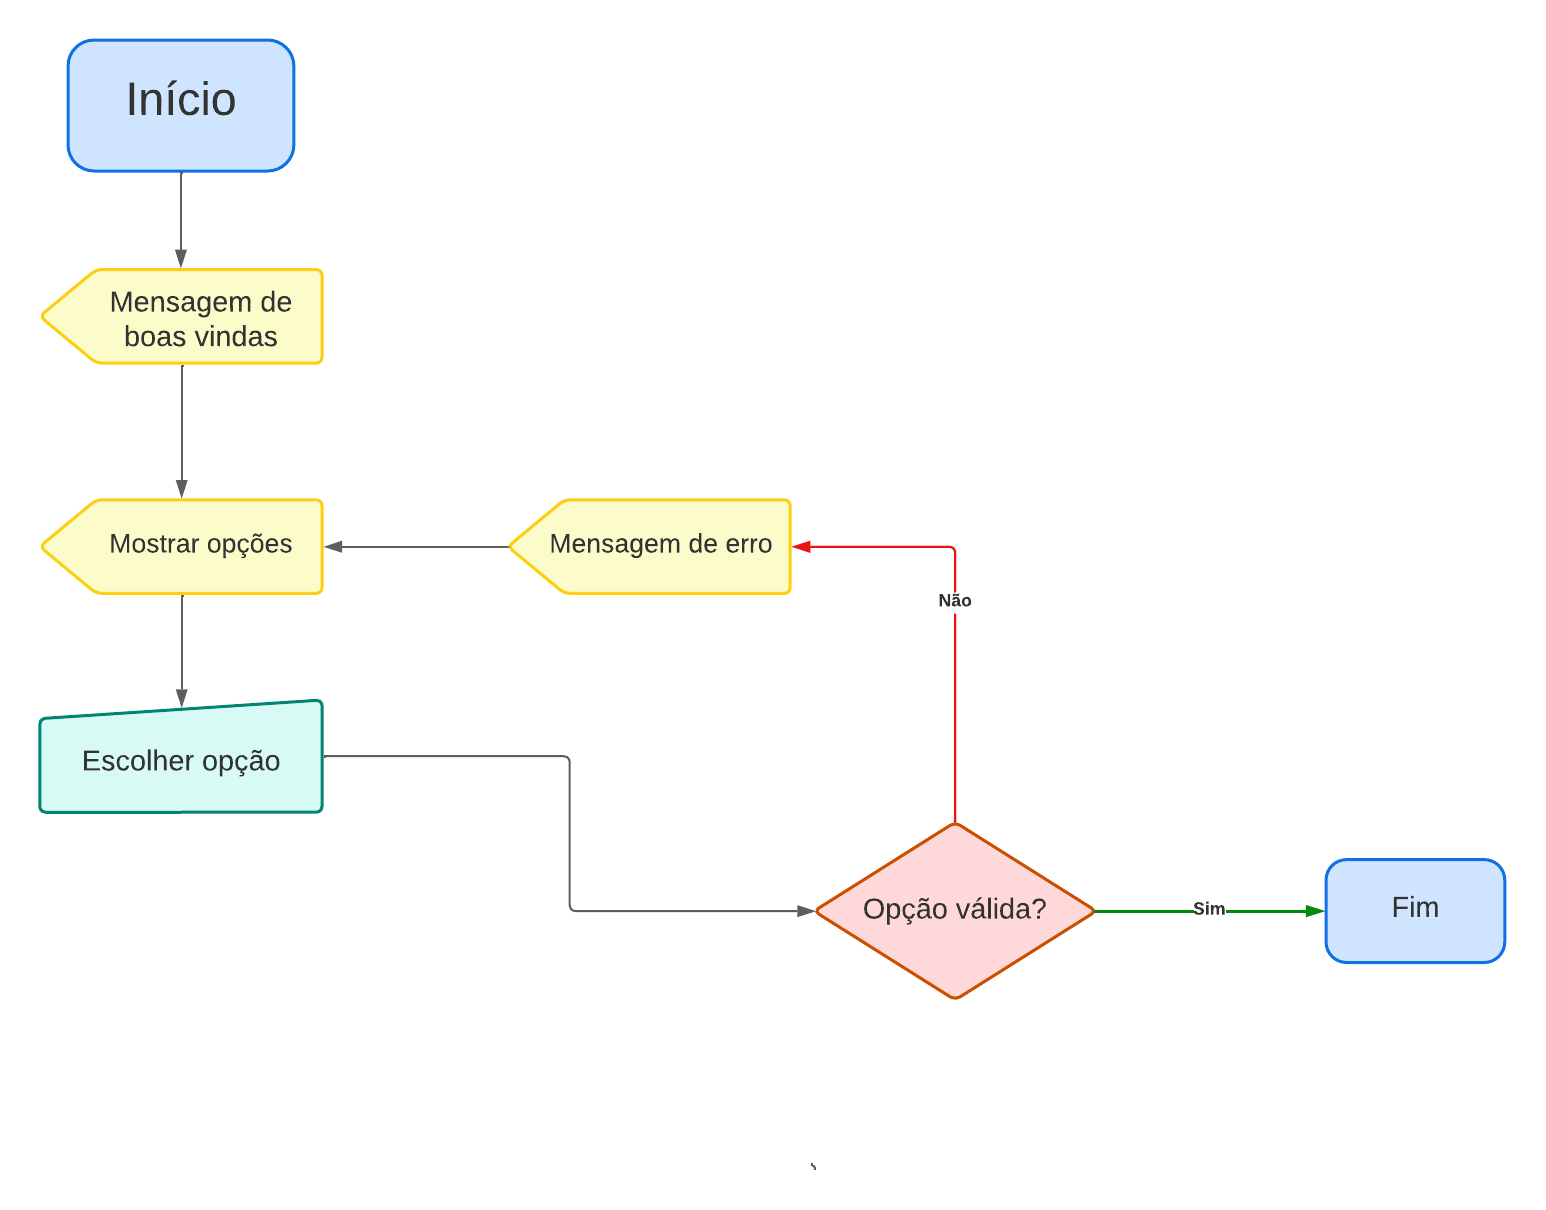 Início
Mensagem de
boas vindas
Mostrar opções
Mensagem de erro
Não
Escolher opção
Opção válida?
Sim
Fim